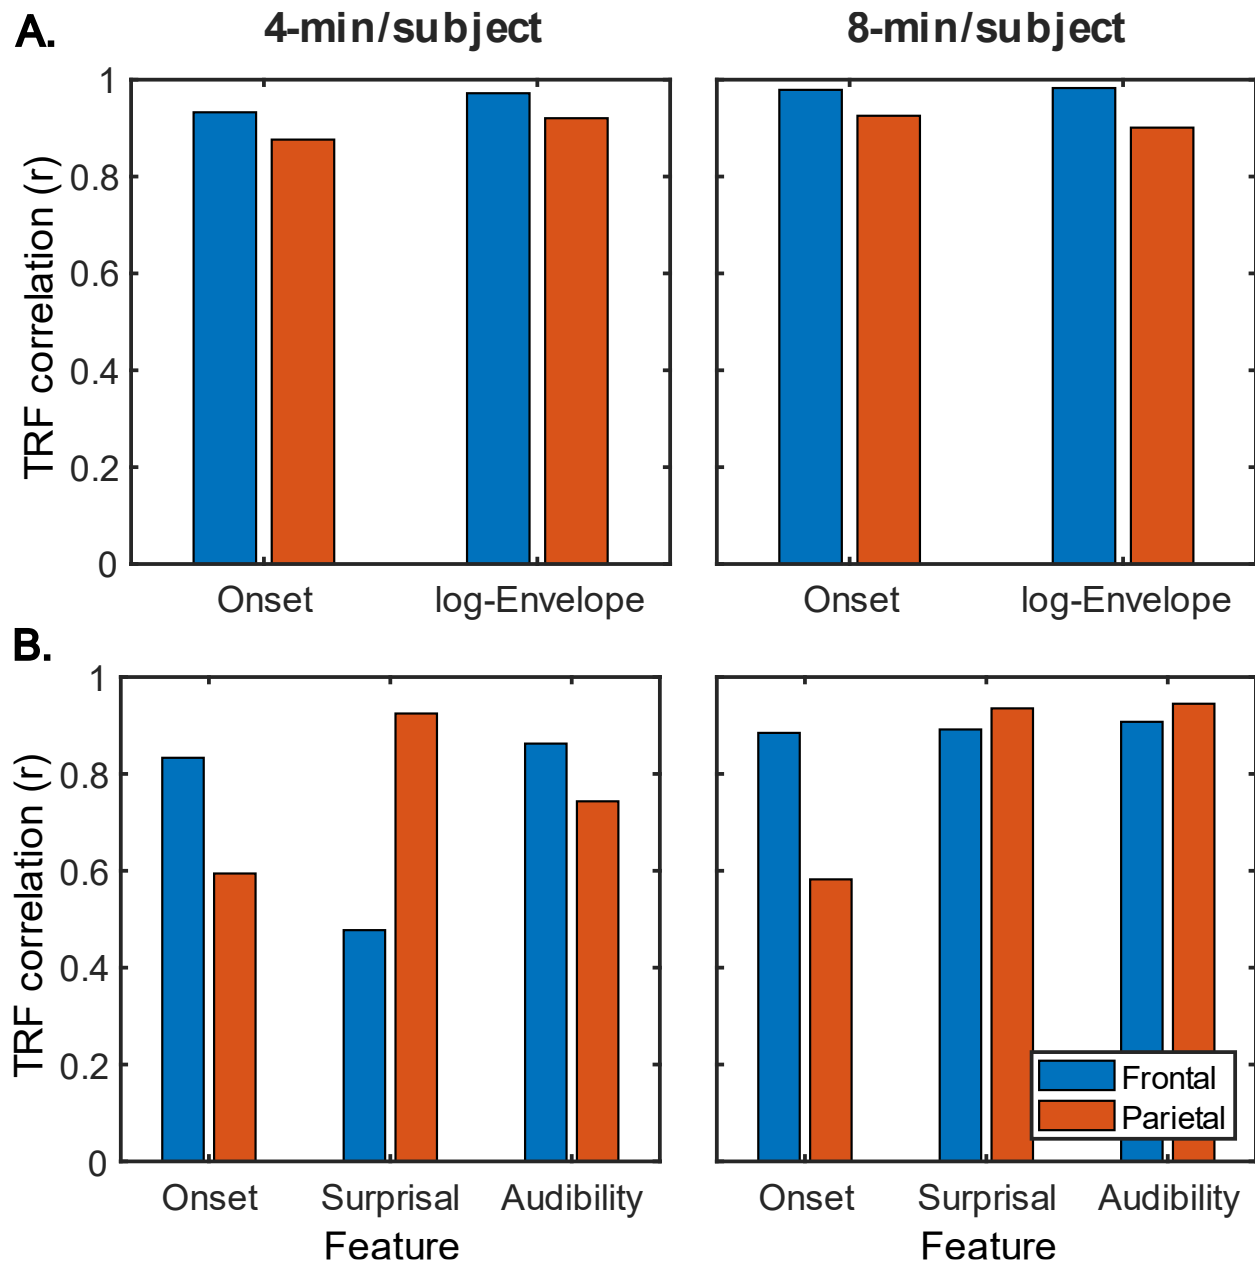 A.
4-min/subject
8-min/subject
TRF correlation (r)
1
0.8
0.6
0.4
0.2
0
Onset
log-Envelope
Onset
log-Envelope
B.
TRF correlation (r)
1
0.8
0.6
0.4
0.2
0
Onset
Surprisal
Audibility
Feature
Frontal
Parietal
Onset
Surprisal
Audibility
Feature